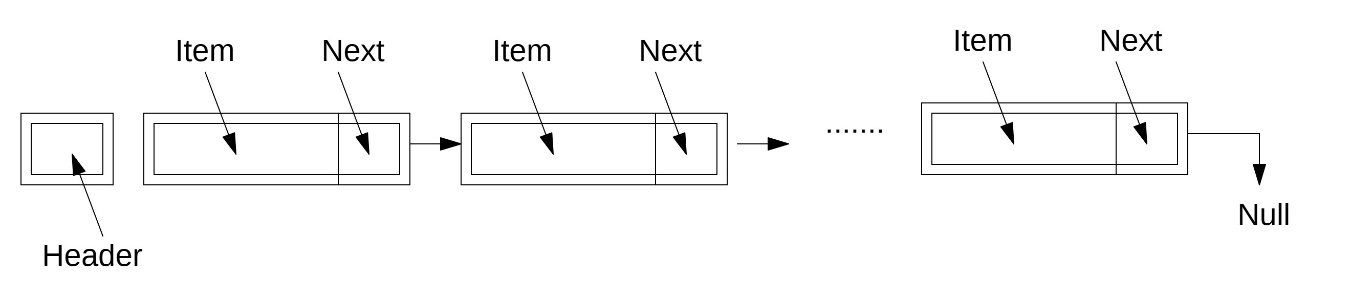 Item Next
Item Next
.......
Item Next
Null
Header